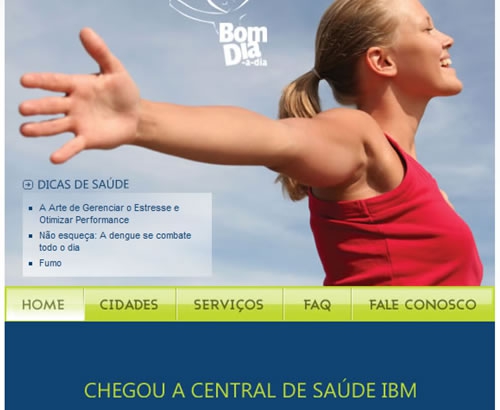 Bom
Dia
-a-dia
DICAS DE SAÚDE
A Arte de Gerenciar o Estresse e
Otimizar Performance
Não esqueça: A dengue se combate
todo o dia
Fumo
HOME CIDADES SERVIÇOS FAQ FALE CONOSCO
CHEGOU A CENTRAL DE SAÚDE IBM